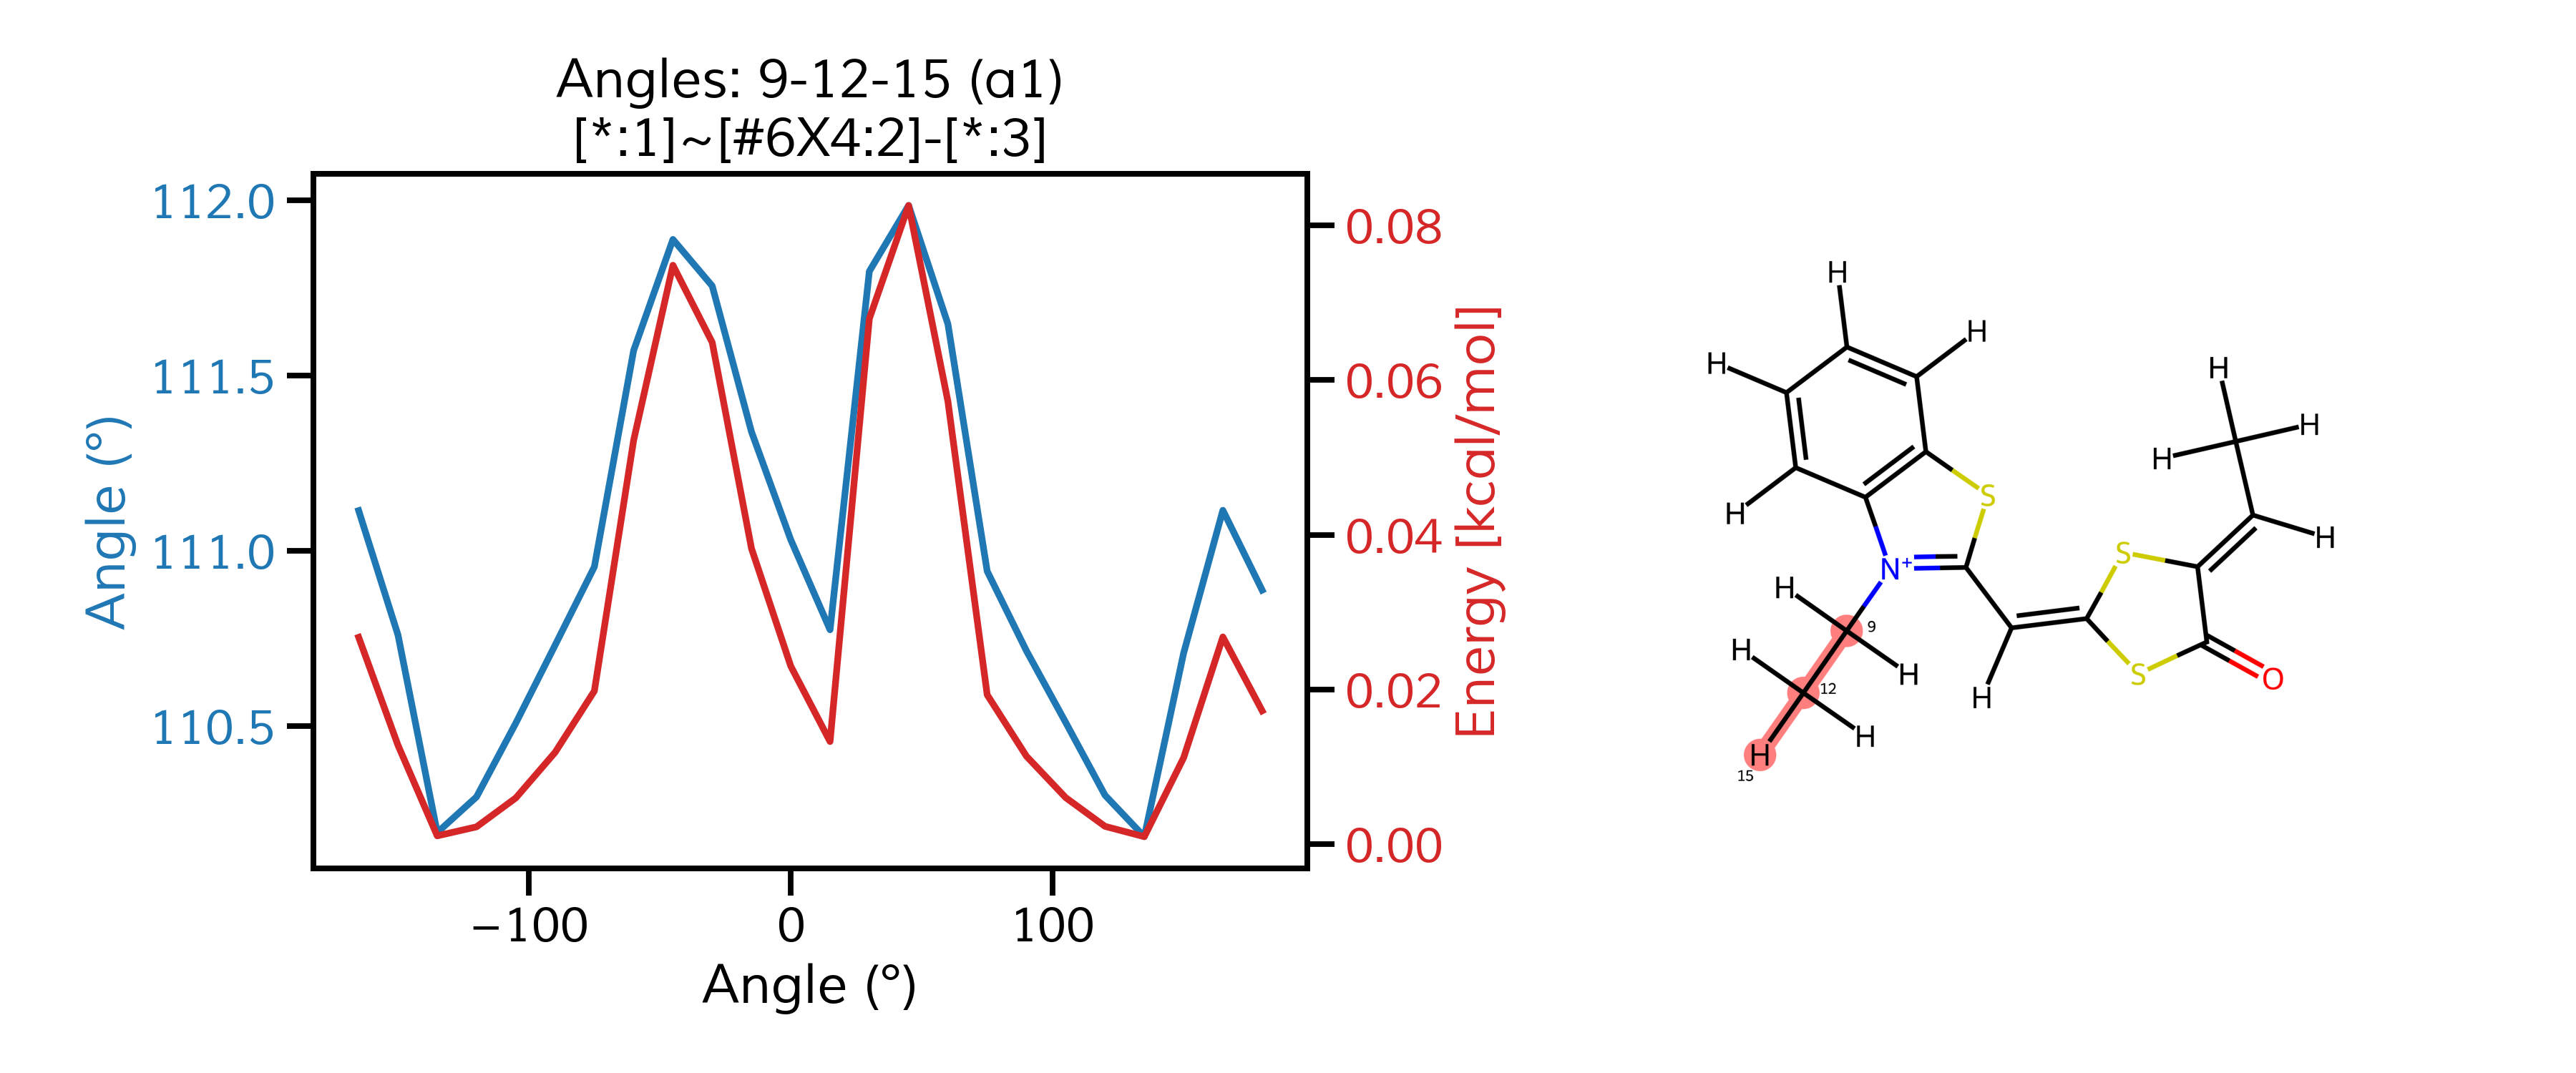 Angles: 9-12-15 (a1)
[*:1]~[#6X4:2]-[*:3]
112.0
111.5
111.0
110.5
Angle (°)
−100
0
100
Angle (°)
0.08
0.06
0.04
0.02
0.00
Energy [kcal/mol]
H
H
H
H
H
H
H
S
S
H
N+
H
9
H
12
H
S
H
O
H
H
15